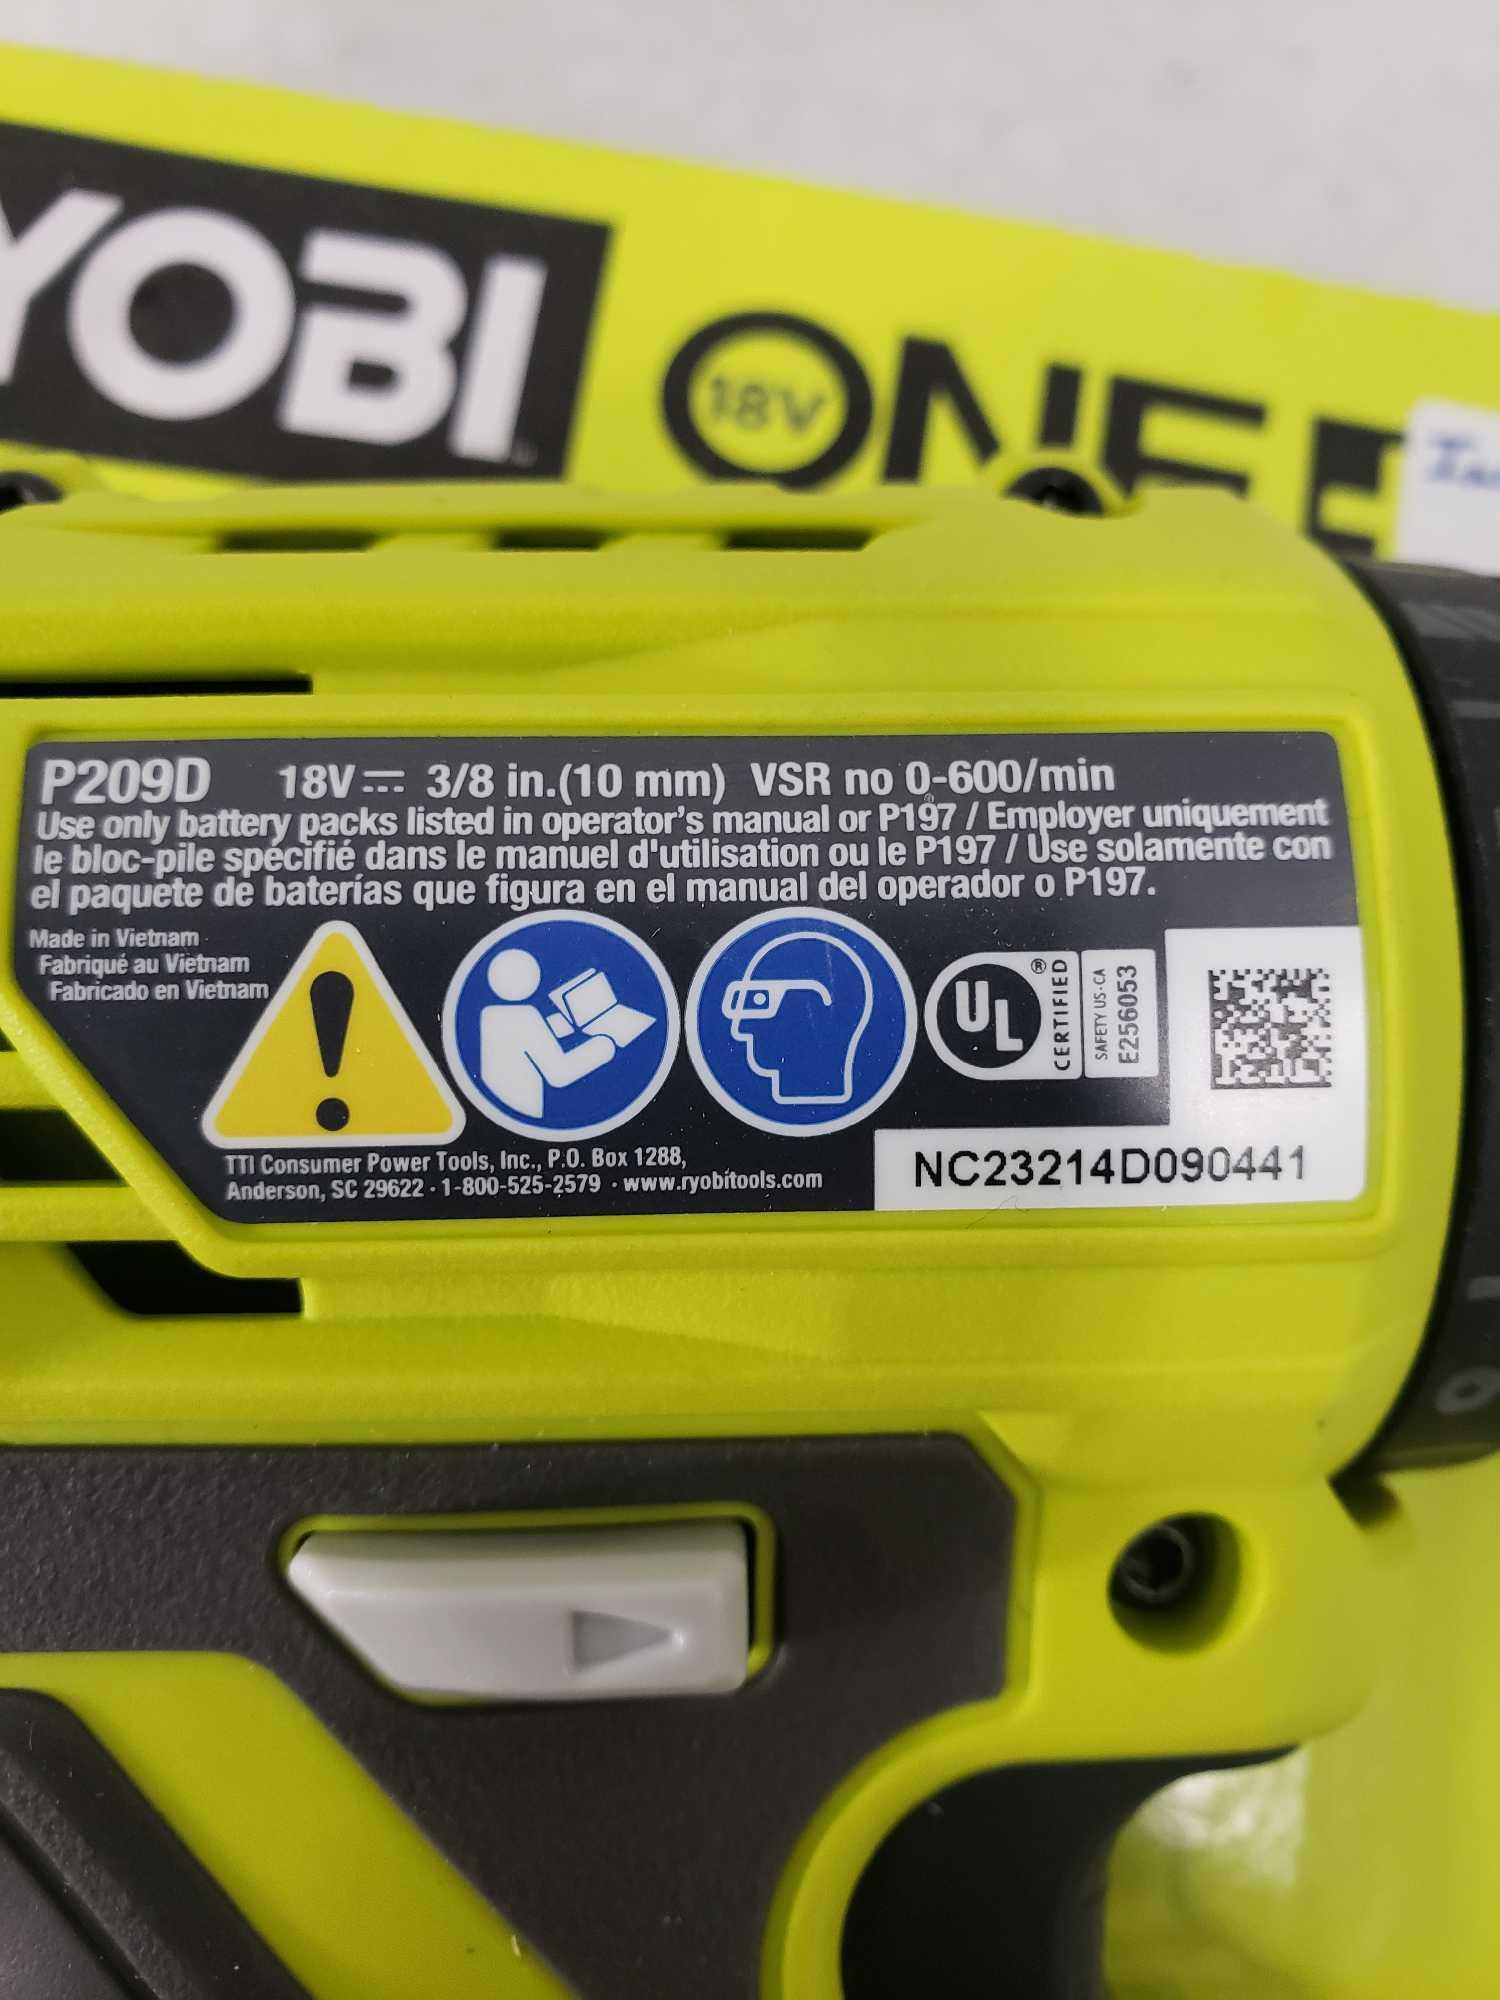 YOBI 18V ONE
P209D 18V⎓ 3/8 in.(10 mm) VSR no 0-600/min
Use only battery packs listed in operator's manual or P197 / Employer uniquement
le bloc-pile spécifié dans le manuel d'utilisation ou le P197 / Use solamente con
el paquete de baterías que figura en el manual del operador o P197.
Made in Vietnam
Fabriqué au Vietnam
Fabricado en Vietnam
UL® CERTIFIED
SAFETY US-CA
E256053
TTI Consumer Power Tools, Inc., P.O. Box 1288,
Anderson, SC 29622 · 1-800-525-2579 · www.ryobitools.com
NC23214D090441